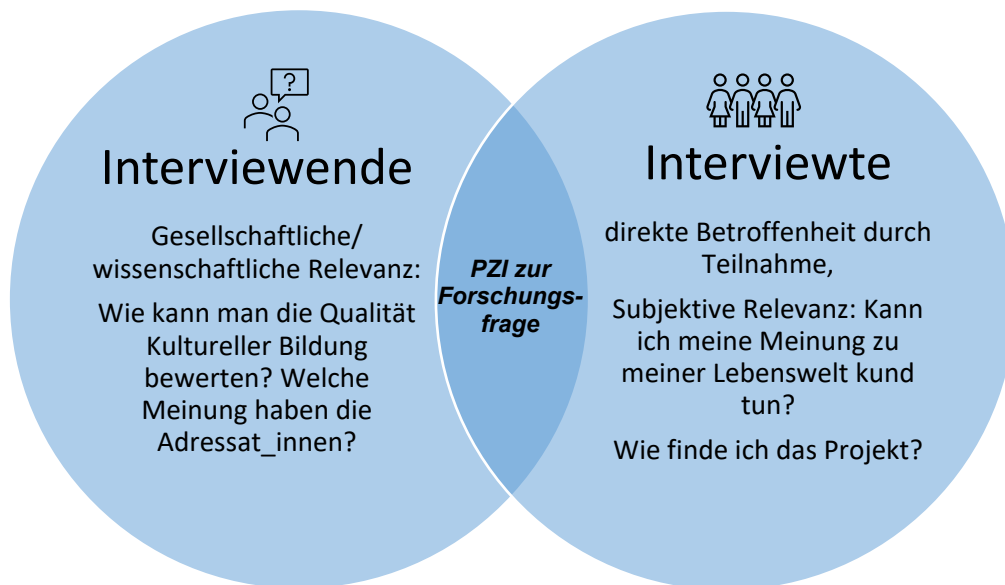 ?
Interviewende
Gesellschaftliche/
wissenschaftliche Relevanz:
Wie kann man die Qualität
Kultureller Bildung
bewerten? Welche
Meinung haben die
Adressat_innen?
PZI zur
Forschungs-
frage
Interviewte
direkte Betroffenheit durch
Teilnahme,
Subjektive Relevanz: Kann
ich meine Meinung zu
meiner Lebenswelt kund
tun?
Wie finde ich das Projekt?